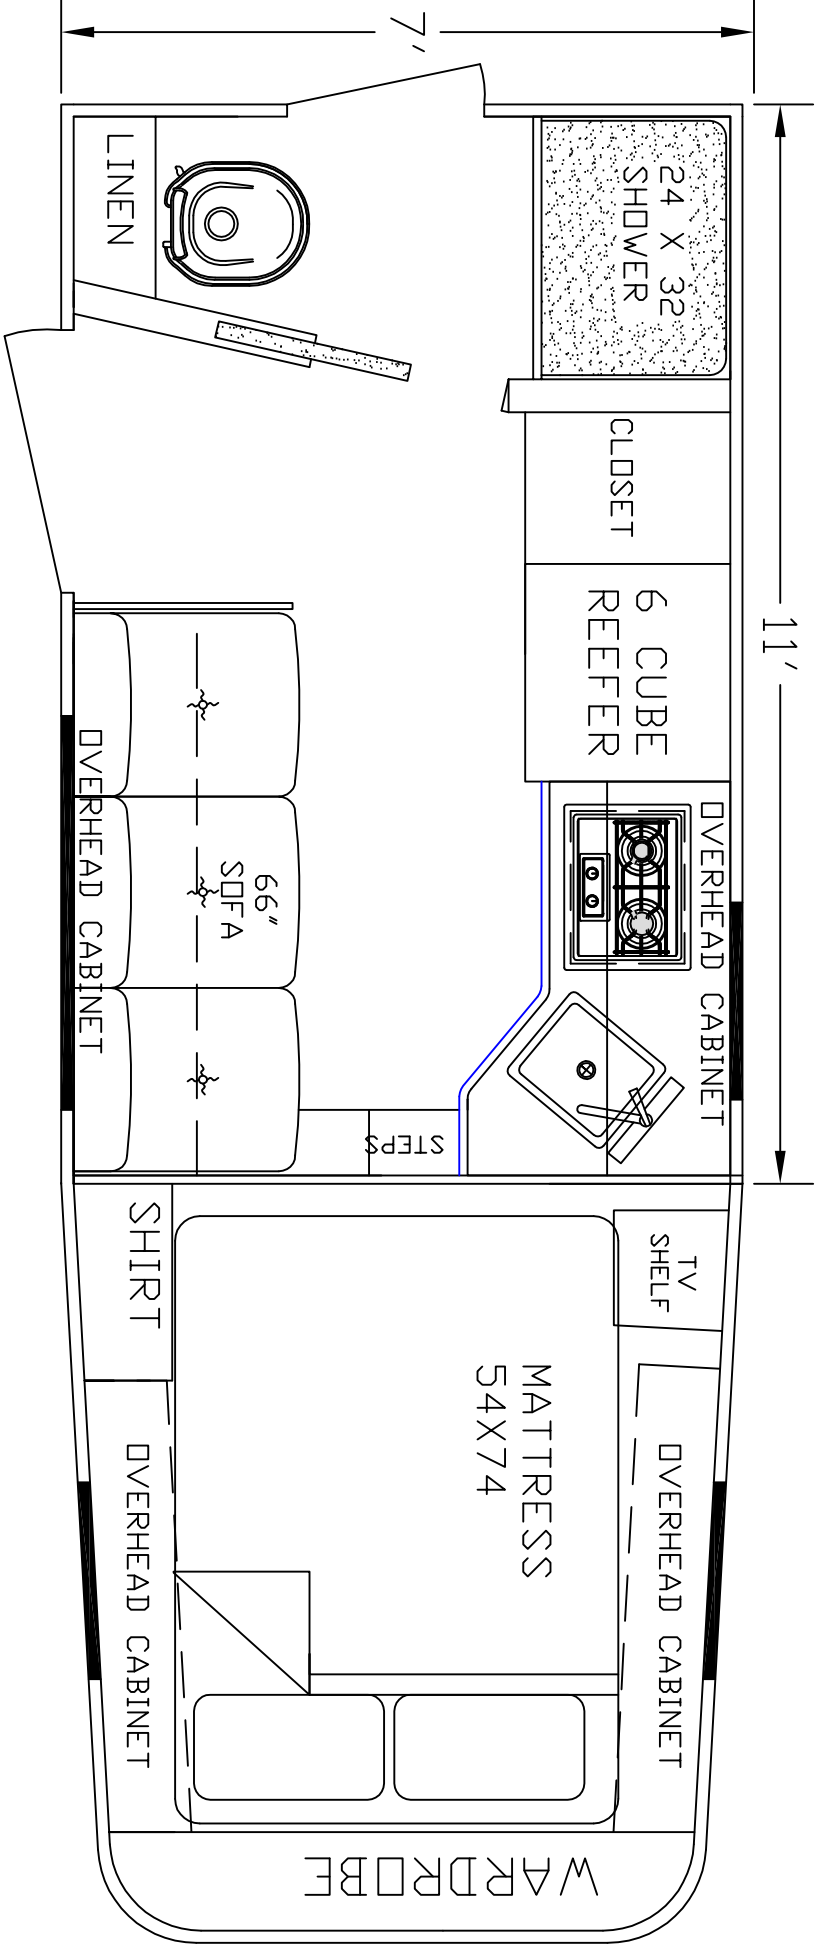 7'
11'
LINEN
24 X 32
SHOWER
CLOSET
6 CUBE
REEFER
OVERHEAD CABINET
OVERHEAD CABINET
66"
SOFA
STEPS
SHIRT
TV
SHELF
MATTRESS
54X74
OVERHEAD CABINET
OVERHEAD CABINET
WARDROBE